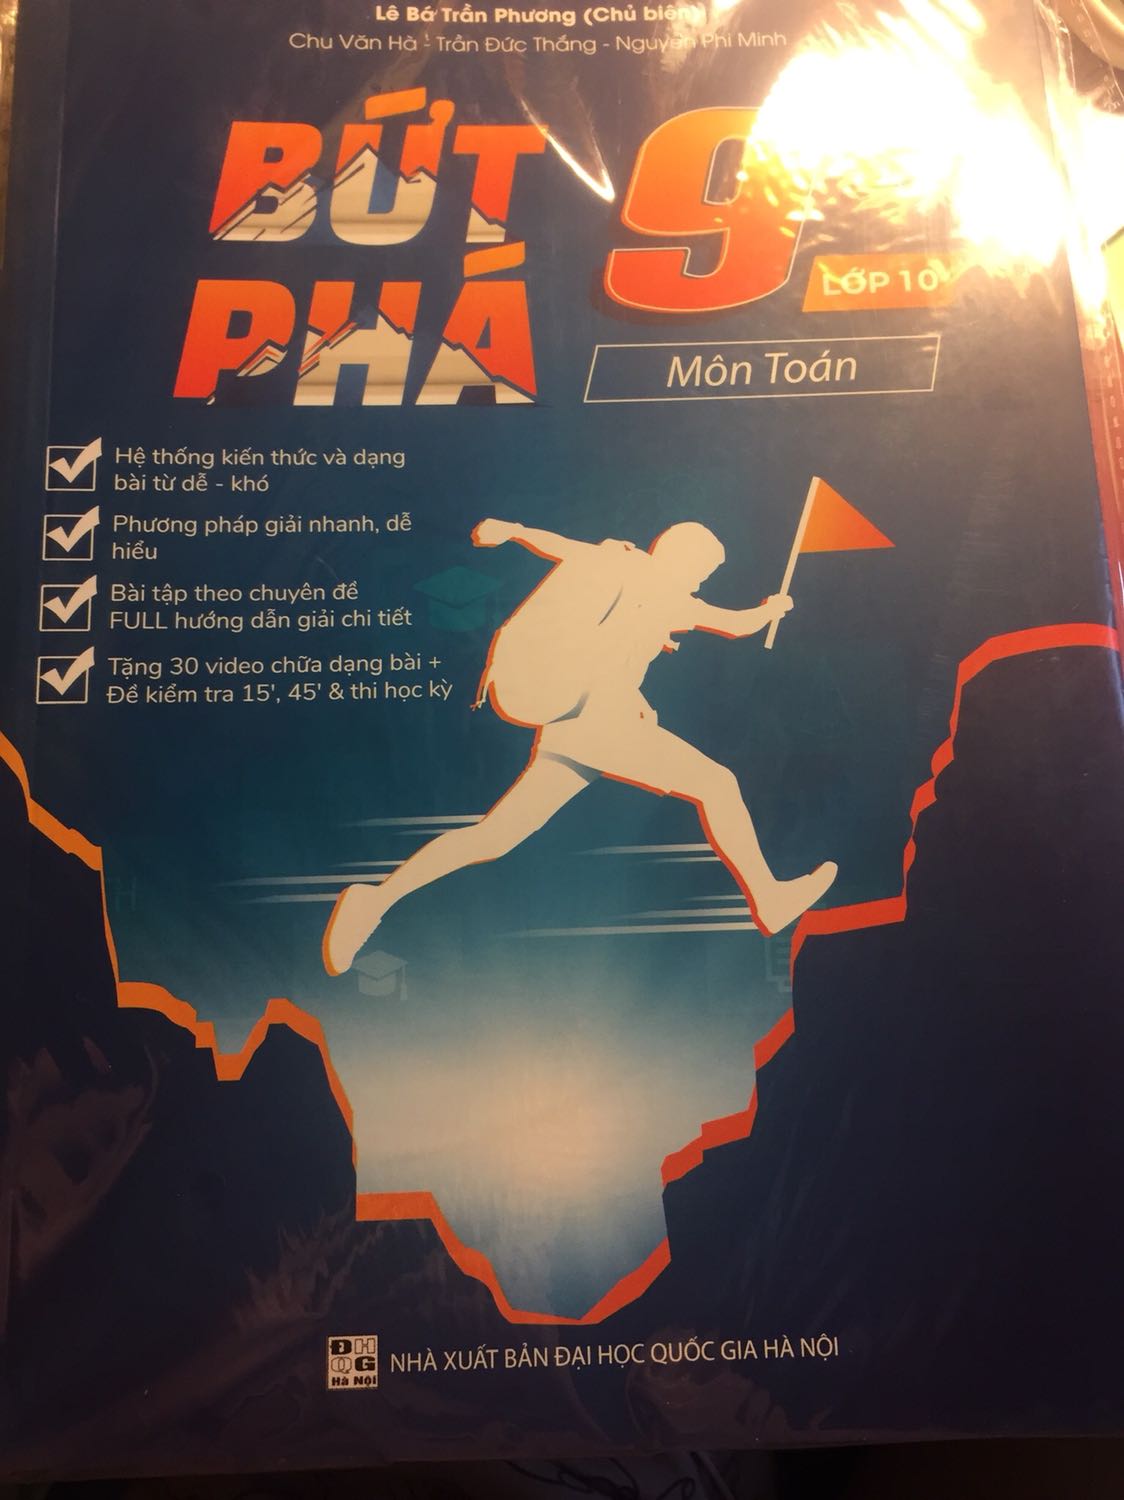 Lê Bá Trần Phương (Chủ biên)
Chu Văn Hà - Trần Đức Thắng - Nguyễn Phi Minh
BỨT
PHÁ
9
LỚP 10
Môn Toán
Hệ thống kiến thức và dạng
bài từ dễ - khó
Phương pháp giải nhanh, dễ
hiểu
Bài tập theo chuyên đề
FULL hướng dẫn giải chi tiết
Tặng 30 video chữa dạng bài +
Đề kiểm tra 15', 45' & thi học kỳ
ĐH
QG
Hà Nội
NHÀ XUẤT BẢN ĐẠI HỌC QUỐC GIA HÀ NỘI